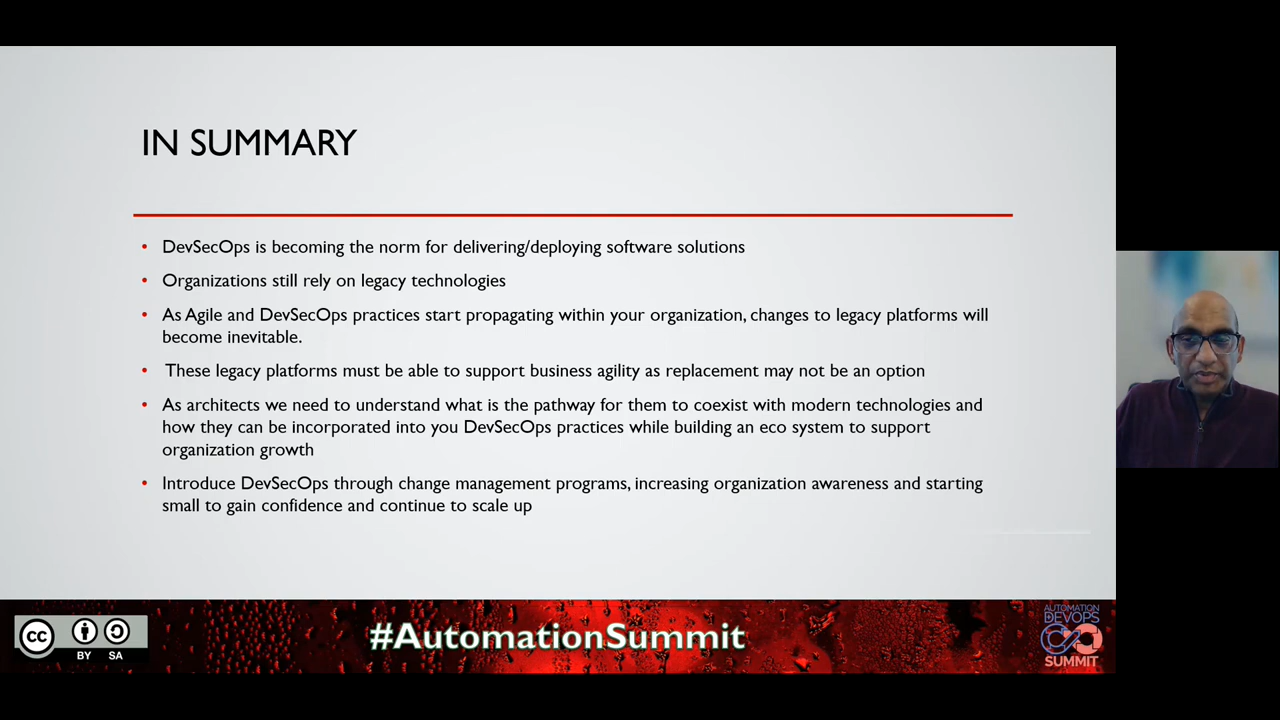 IN SUMMARY
• DevSecOps is becoming the norm for delivering/deploying software solutions
• Organizations still rely on legacy technologies
• As Agile and DevSecOps practices start propagating within your organization, changes to legacy platforms will
become inevitable.
• These legacy platforms must be able to support business agility as replacement may not be an option
• As architects we need to understand what is the pathway for them to coexist with modern technologies and
how they can be incorporated into you DevSecOps practices while building an eco system to support
organization growth
• Introduce DevSecOps through change management programs, increasing organization awareness and starting
small to gain confidence and continue to scale up
cc
BY SA
#AutomationSummit
AUTOMATION
DEVOPS
SUMMIT